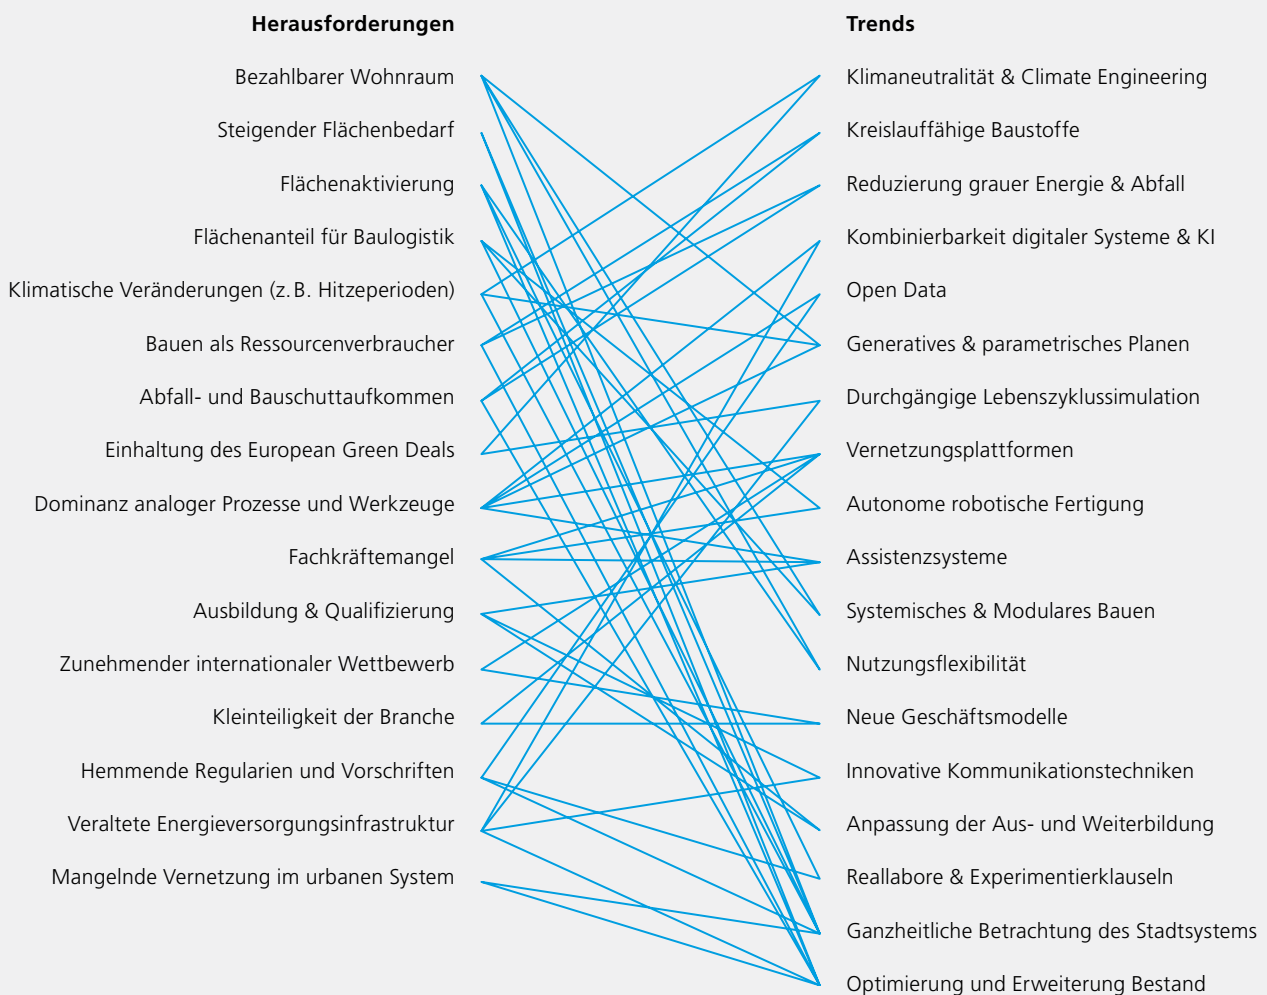 Herausforderungen
Bezahlbarer Wohnraum
Steigender Flächenbedarf
Flächenaktivierung
Flächenanteil für Baulogistik
Klimatische Veränderungen (z. B. Hitzeperioden)
Bauen als Ressourcenverbraucher
Abfall- und Bauschuttaufkommen
Einhaltung des European Green Deals
Dominanz analoger Prozesse und Werkzeuge
Fachkräftemangel
Ausbildung & Qualifizierung
Zunehmender internationaler Wettbewerb
Kleinteiligkeit der Branche
Hemmende Regularien und Vorschriften
Veraltete Energieversorgungsinfrastruktur
Mangelnde Vernetzung im urbanen System
Trends
Klimaneutralität & Climate Engineering
Kreislauffähige Baustoffe
Reduzierung grauer Energie & Abfall
Kombinierbarkeit digitaler Systeme & KI
Open Data
Generatives & parametrisches Planen
Durchgängige Lebenszyklussimulation
Vernetzungsplattformen
Autonome robotische Fertigung
Assistenzsysteme
Systemisches & Modulares Bauen
Nutzungsflexibilität
Neue Geschäftsmodelle
Innovative Kommunikationstechniken
Anpassung der Aus- und Weiterbildung
Reallabore & Experimentierklauseln
Ganzheitliche Betrachtung des Stadtsystems
Optimierung und Erweiterung Bestand